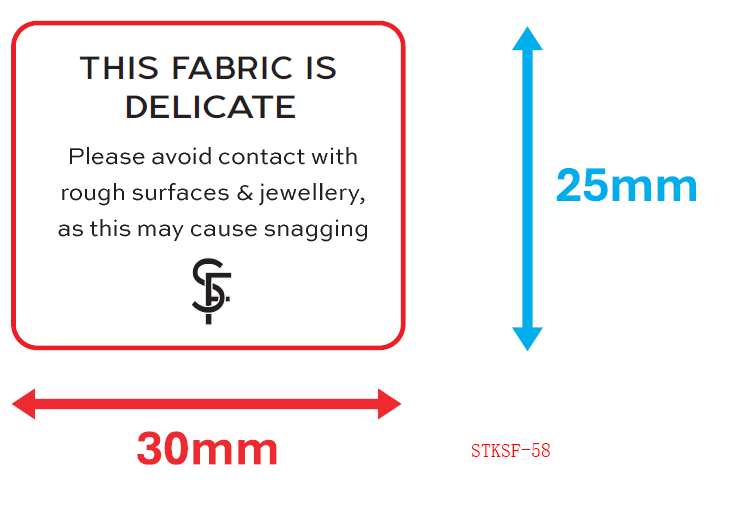 THIS FABRIC IS
DELICATE
Please avoid contact with
rough surfaces & jewellery,
as this may cause snagging
SF
25mm
30mm
STKSF-58